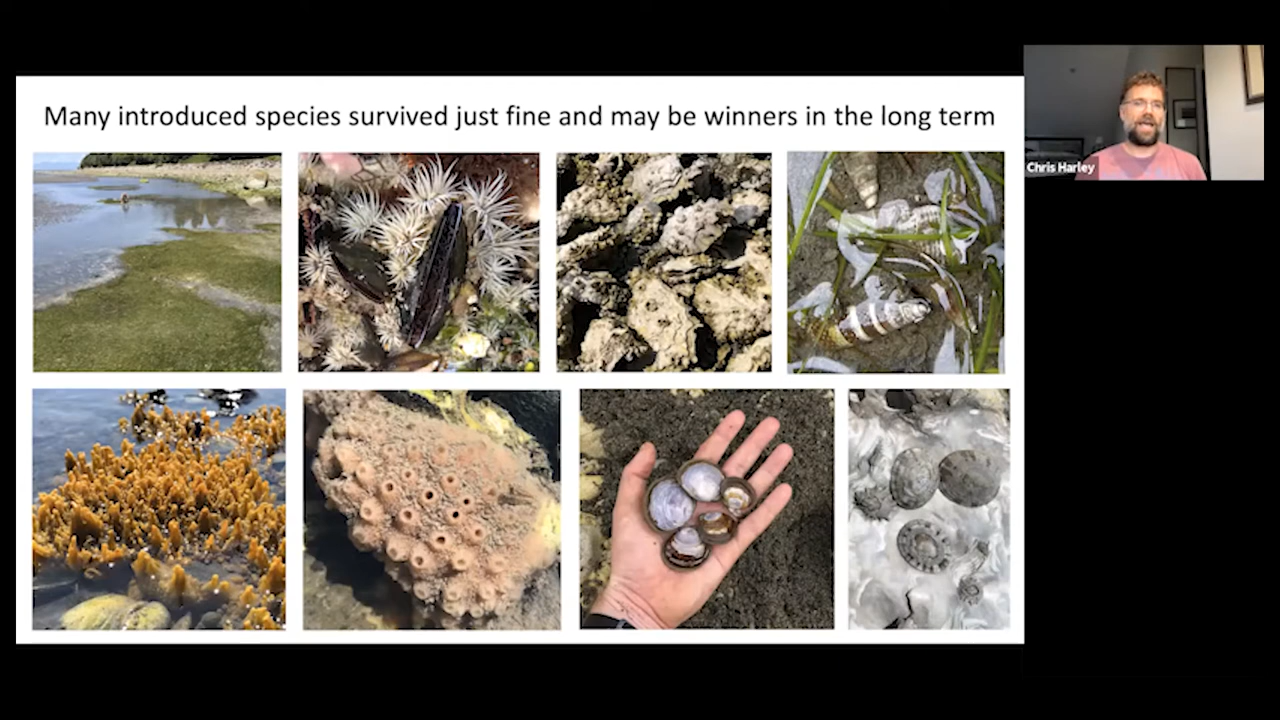 Many introduced species survived just fine and may be winners in the long term
Chris Harley